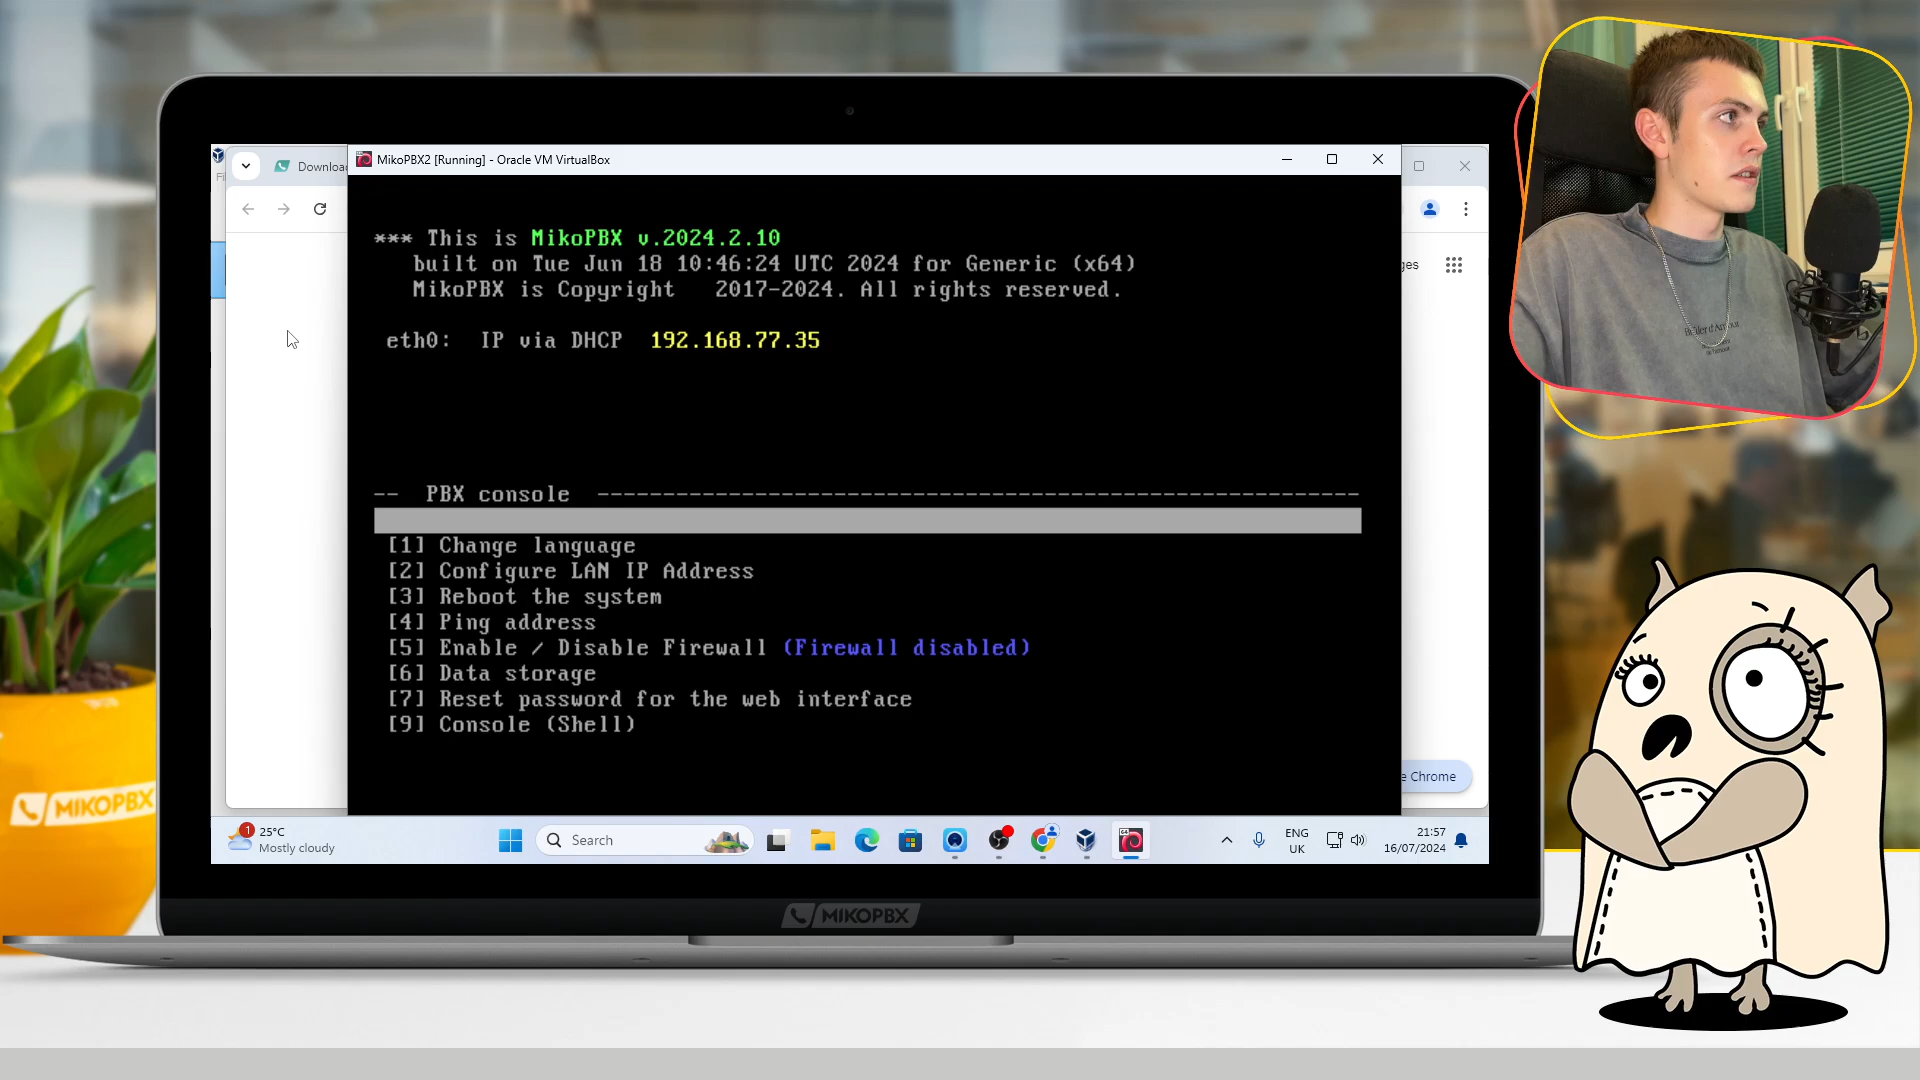 Downloa
MikoPBX2 [Running] - Oracle VM VirtualBox
*** This is MikoPBX v.2024.2.10
built on Tue Jun 18 10:46:24 UTC 2024 for Generic (x64)
MikoPBX is Copyright 2017-2024. All rights reserved.
eth0: IP via DHCP 192.168.77.35
-- PBX console ----------------------------------------------------------
[1] Change language
[2] Configure LAN IP Address
[3] Reboot the system
[4] Ping address
[5] Enable / Disable Firewall (Firewall disabled)
[6] Data storage
[7] Reset password for the web interface
[9] Console (Shell)
ges
e Chrome
1
25°C
Mostly cloudy
Search
64
ENG
UK
21:57
16/07/2024
MIKOPBX
MIKOPBX